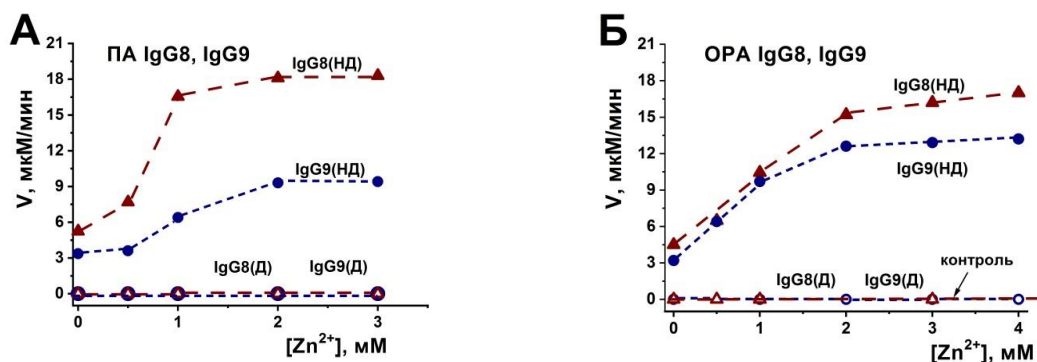 А
ПА IgG8, IgG9
V, мкМ/мин
21
18
15
12
9
6
3
0
IgG8(НД)
IgG9(НД)
IgG8(Д)
IgG9(Д)
0
1
2
3
[Zn²⁺], мМ
Б
ОРА IgG8, IgG9
V, мкМ/мин
21
18
15
12
9
6
3
0
IgG8(НД)
IgG9(НД)
IgG8(Д)
IgG9(Д)
контроль
0
1
2
3
4
[Zn²⁺], мМ